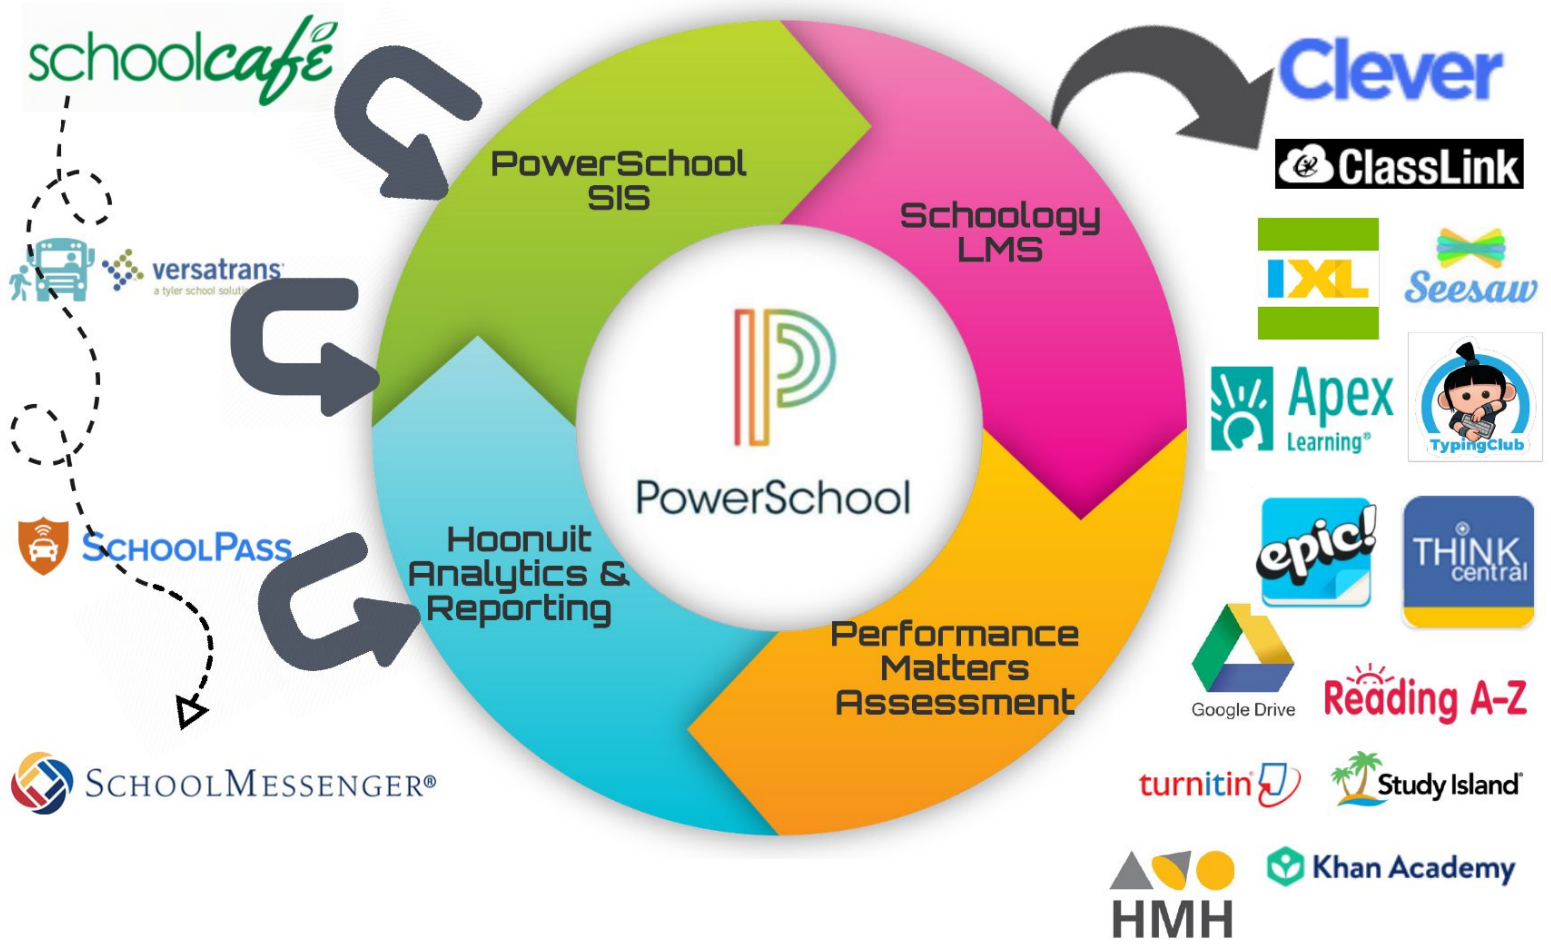 schoolcafé
versatrans
a tyler school solution
SCHOOLPASS
SCHOOLMESSENGER®
PowerSchool
SIS
Schoology
LMS
PowerSchool
Hoonuit
Analytics &
Reporting
Performance
Matters
Assessment
Clever
ClassLink
IXL
Seesaw
Apex
Learning®
TypingClub
epic!
THINK
central
Google Drive
Reading A-Z
turnitin
Study Island
HMH
Khan Academy